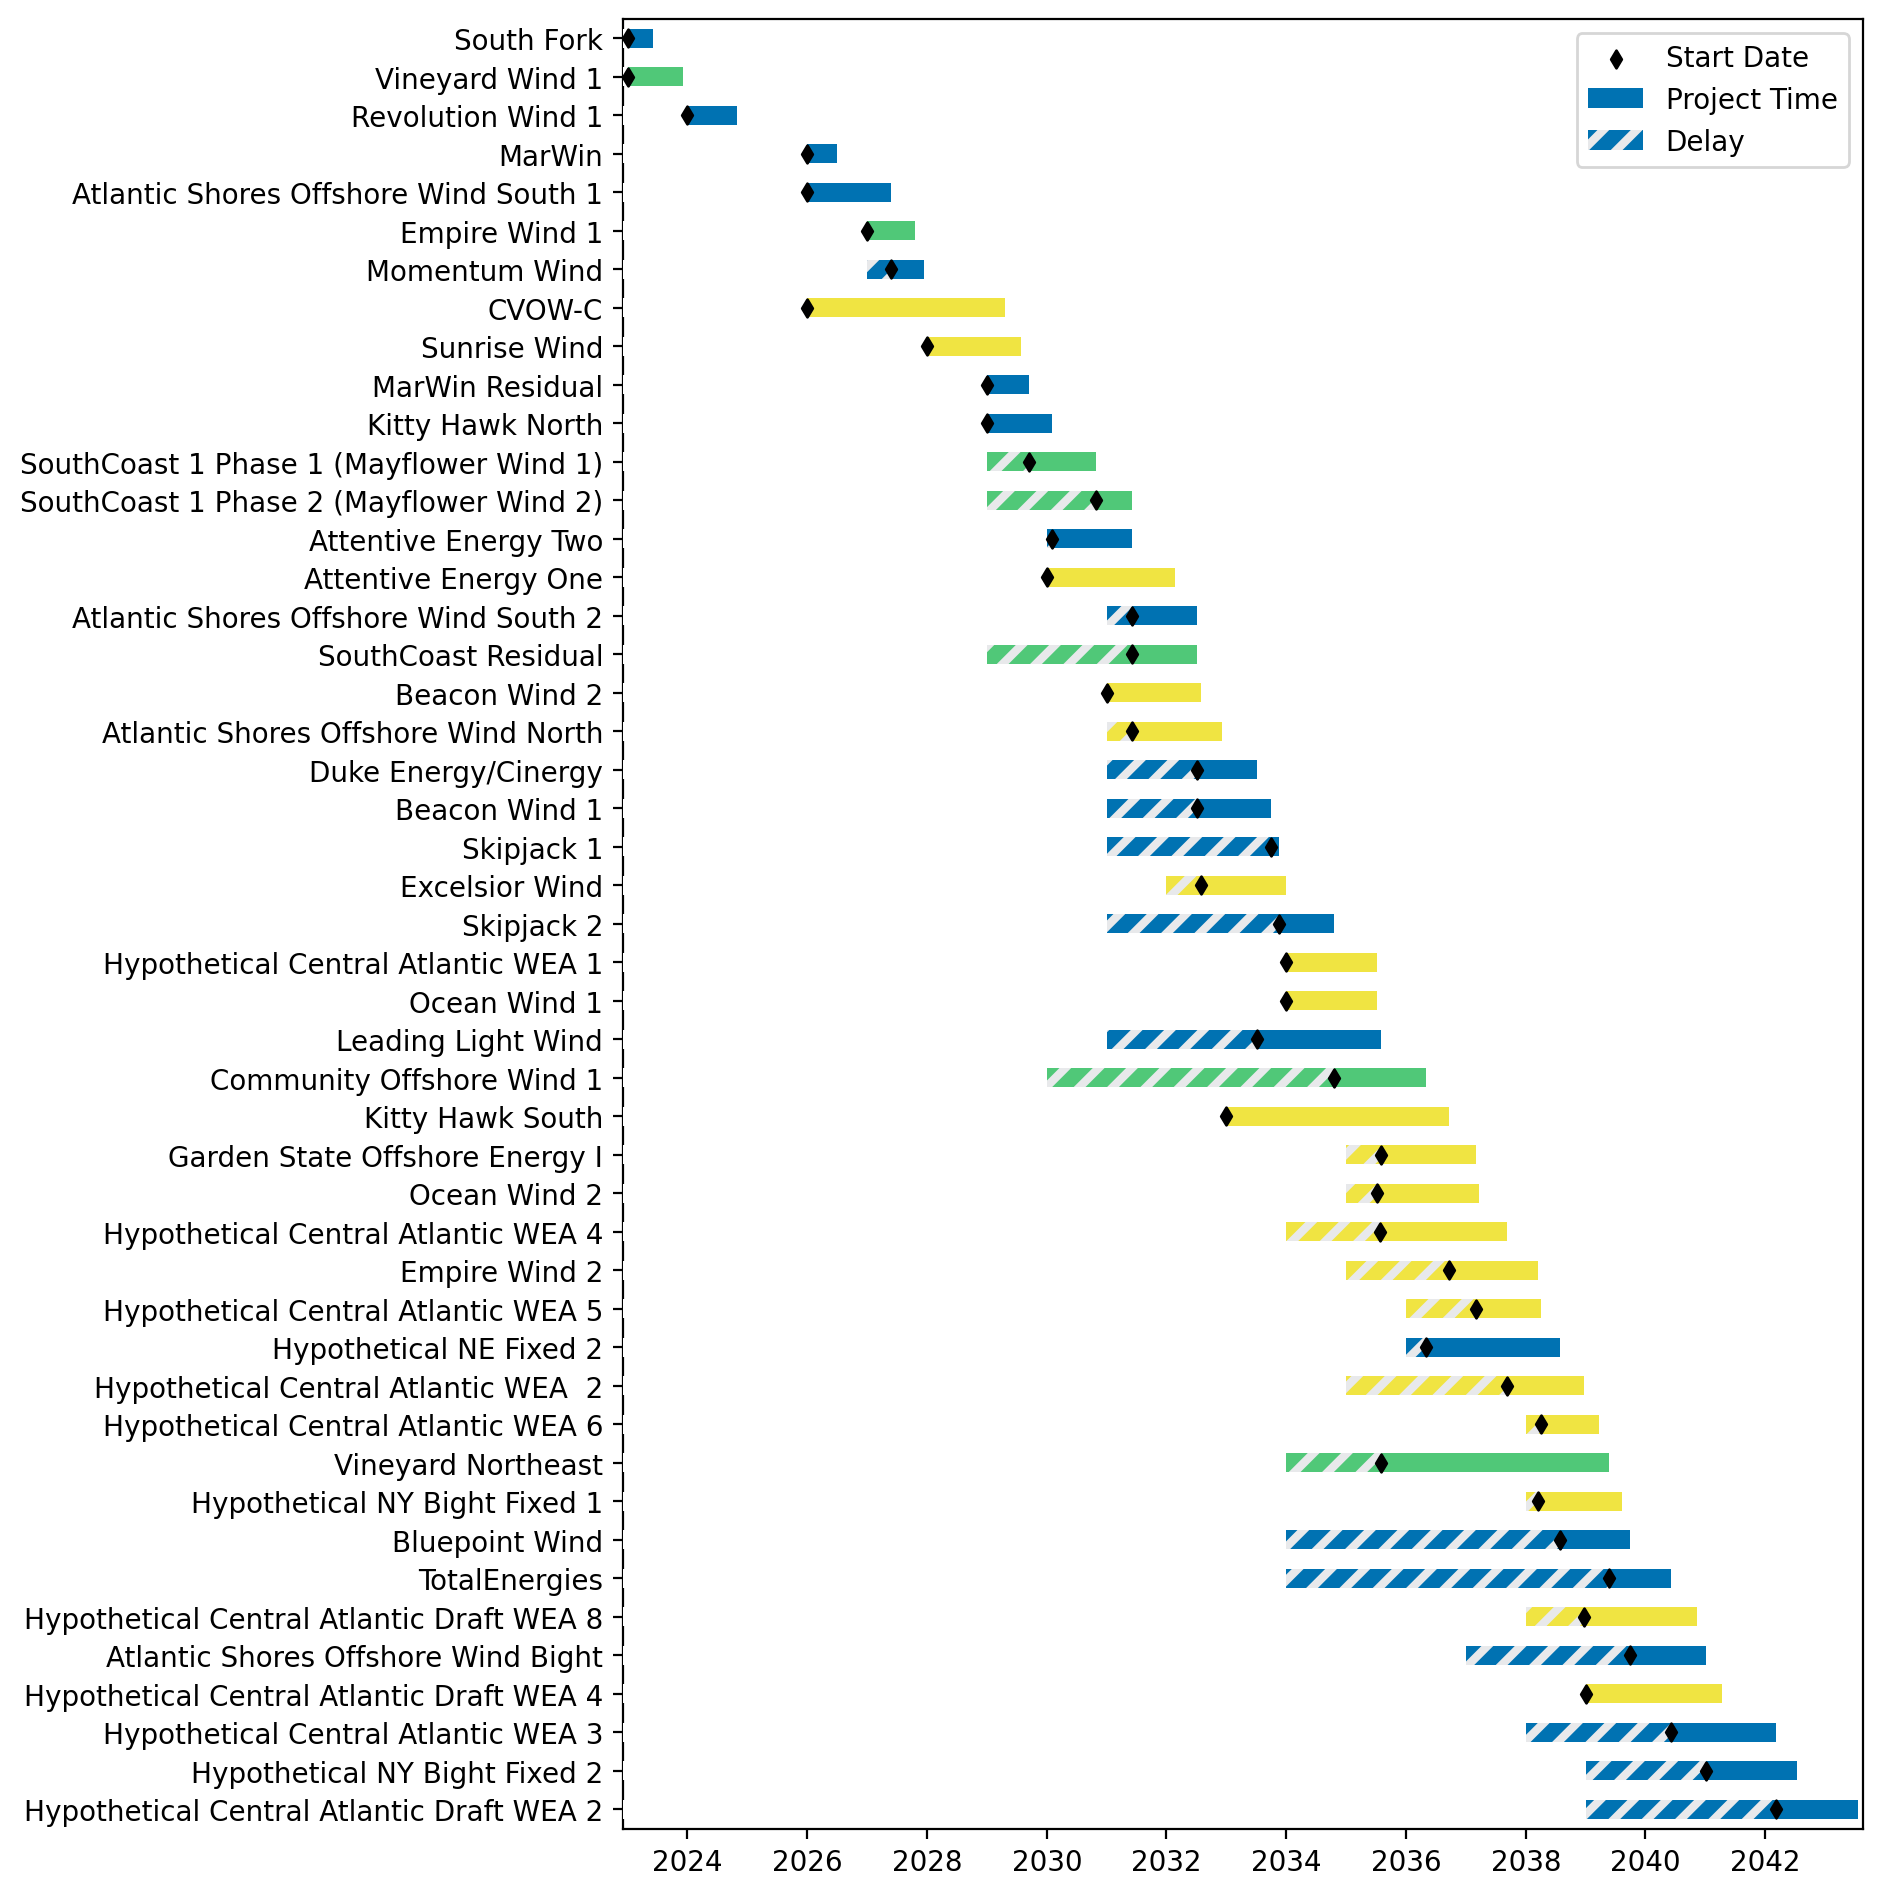 South Fork
Vineyard Wind 1
Revolution Wind 1
MarWin
Atlantic Shores Offshore Wind South 1
Empire Wind 1
Momentum Wind
CVOW-C
Sunrise Wind
MarWin Residual
Kitty Hawk North
SouthCoast 1 Phase 1 (Mayflower Wind 1)
SouthCoast 1 Phase 2 (Mayflower Wind 2)
Attentive Energy Two
Attentive Energy One
Atlantic Shores Offshore Wind South 2
SouthCoast Residual
Beacon Wind 2
Atlantic Shores Offshore Wind North
Duke Energy/Cinergy
Beacon Wind 1
Skipjack 1
Excelsior Wind
Skipjack 2
Hypothetical Central Atlantic WEA 1
Ocean Wind 1
Leading Light Wind
Community Offshore Wind 1
Kitty Hawk South
Garden State Offshore Energy I
Ocean Wind 2
Hypothetical Central Atlantic WEA 4
Empire Wind 2
Hypothetical Central Atlantic WEA 5
Hypothetical NE Fixed 2
Hypothetical Central Atlantic WEA  2
Hypothetical Central Atlantic WEA 6
Vineyard Northeast
Hypothetical NY Bight Fixed 1
Bluepoint Wind
TotalEnergies
Hypothetical Central Atlantic Draft WEA 8
Atlantic Shores Offshore Wind Bight
Hypothetical Central Atlantic Draft WEA 4
Hypothetical Central Atlantic WEA 3
Hypothetical NY Bight Fixed 2
Hypothetical Central Atlantic Draft WEA 2
Start Date
Project Time
Delay
2024 2026 2028 2030 2032 2034 2036 2038 2040 2042